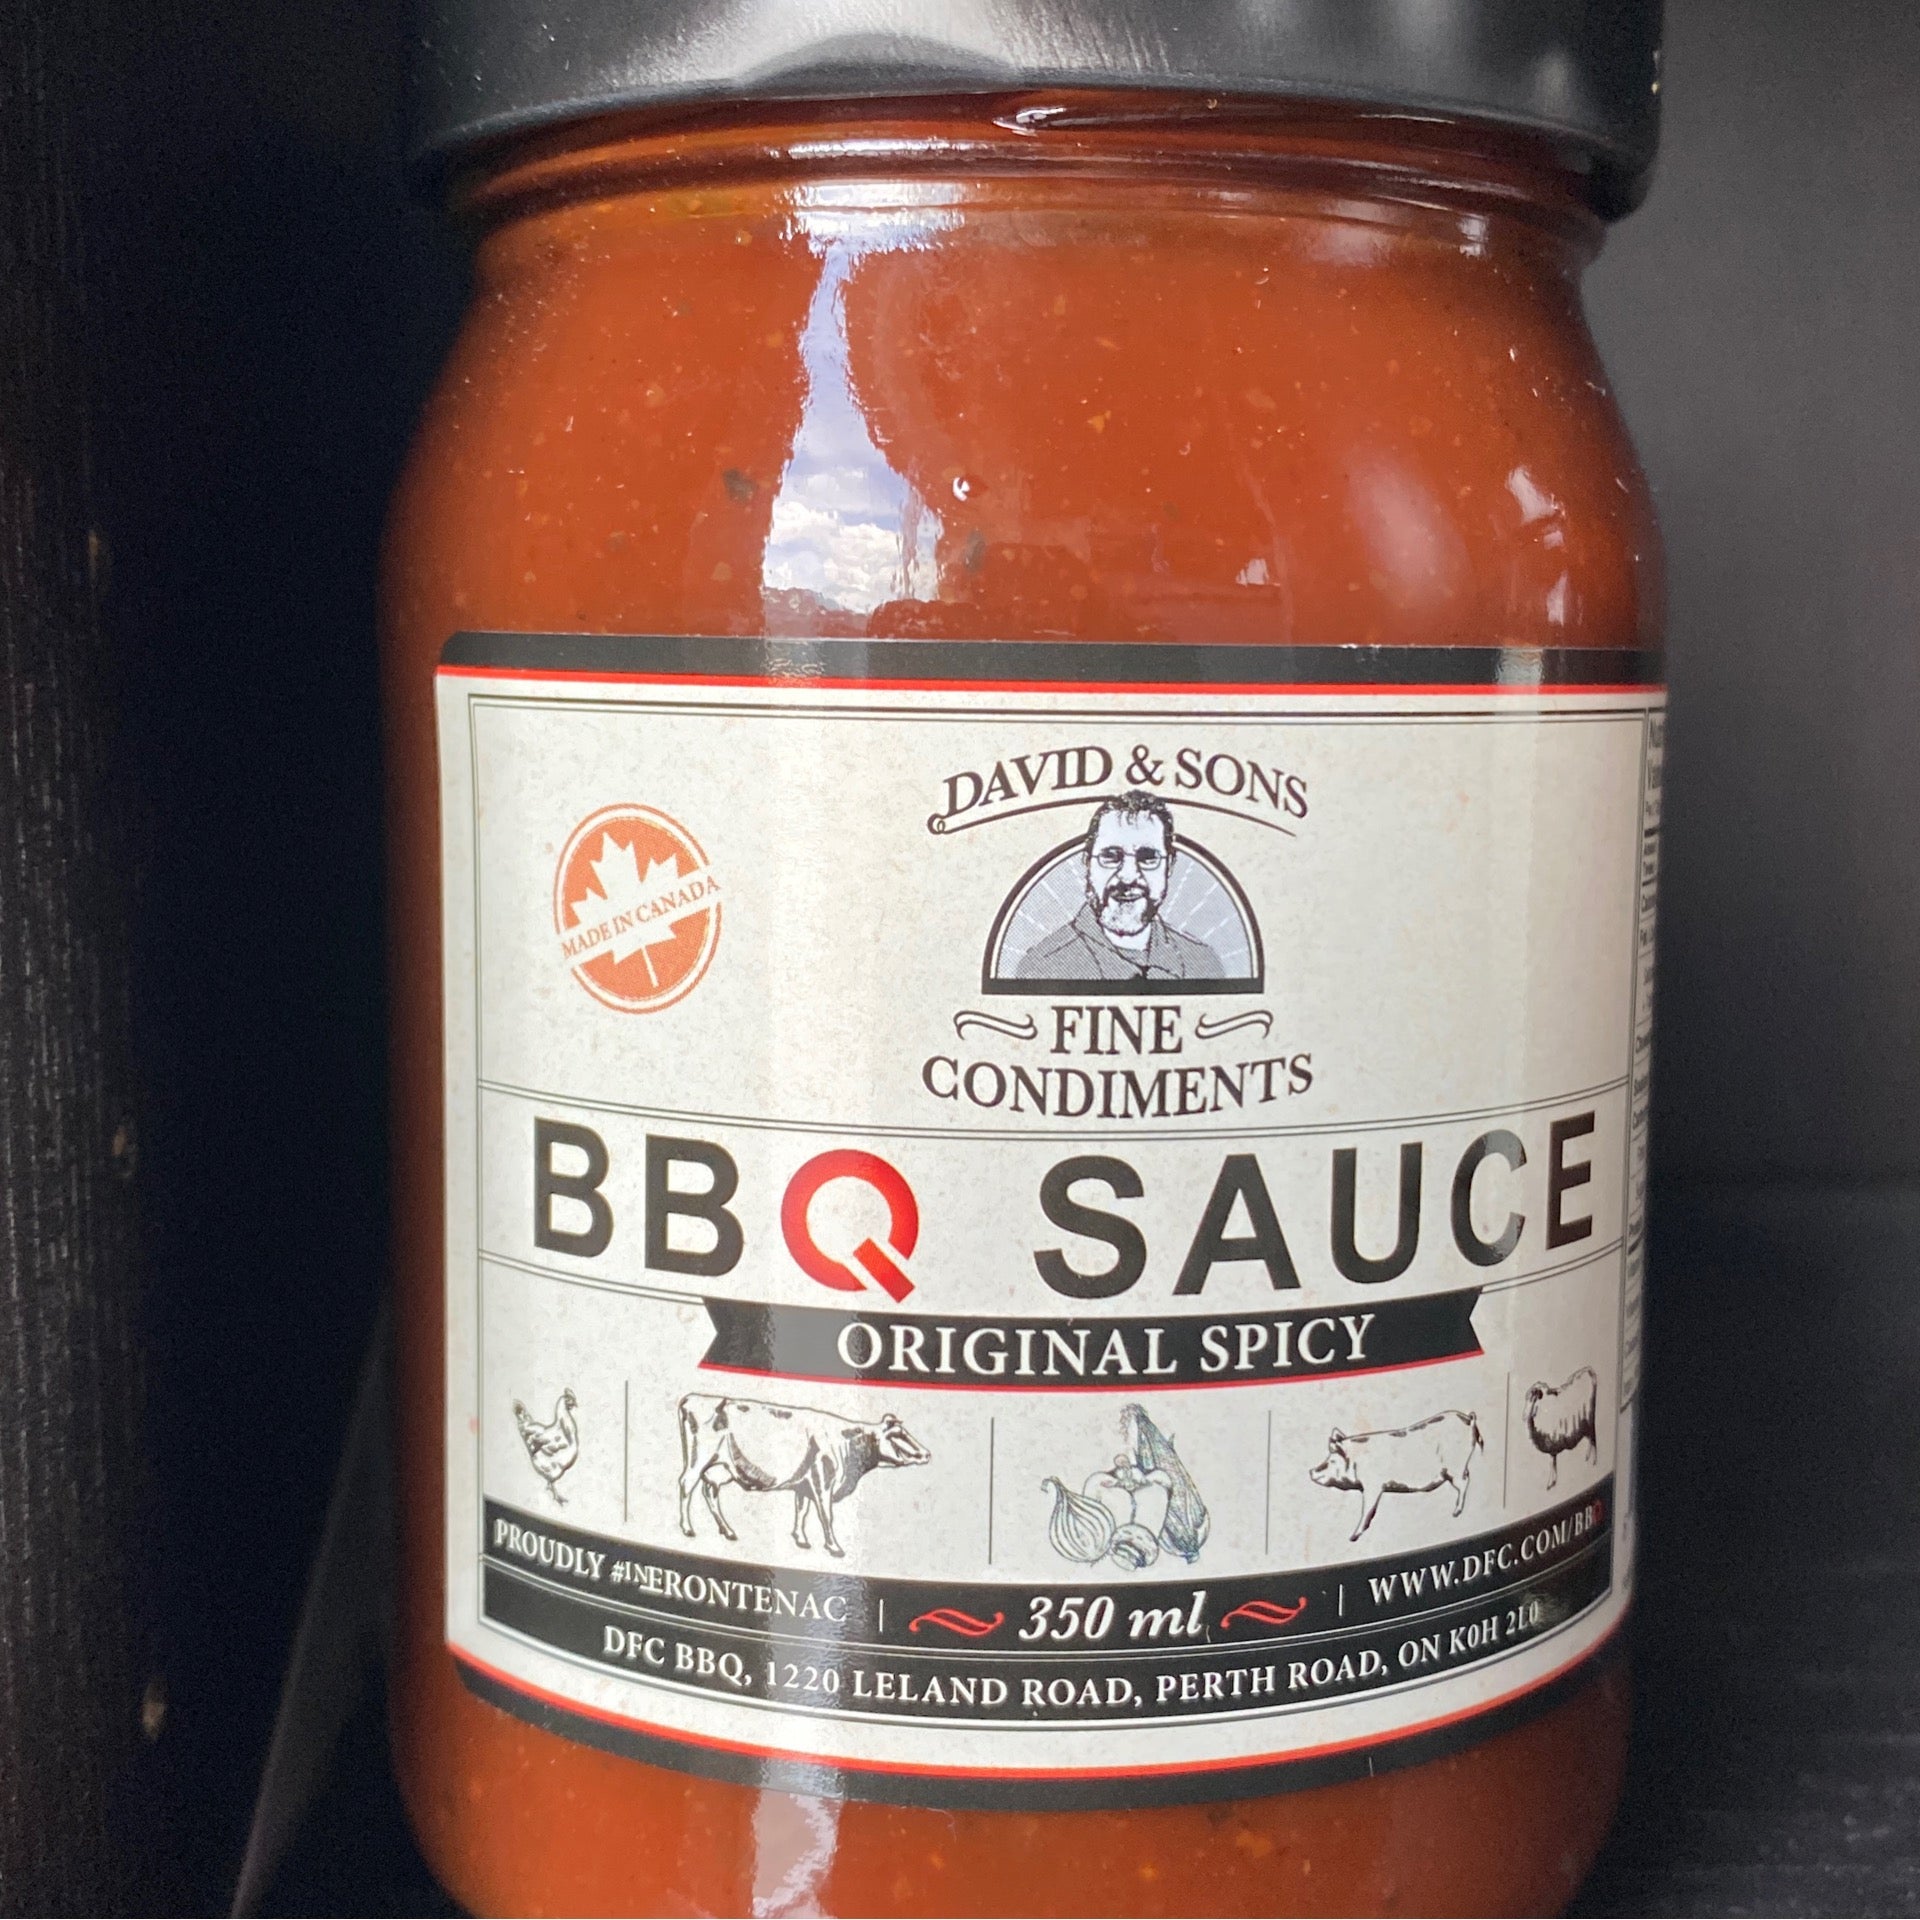 DAVID & SONS
MADE IN CANADA
FINE
CONDIMENTS
BBQ SAUCE
ORIGINAL SPICY
PROUDLY #INFRONTENAC | 350 ml | WWW.DFC.COM/BBQ
DFC BBQ, 1220 LELAND ROAD, PERTH ROAD, ON K0H 2L0